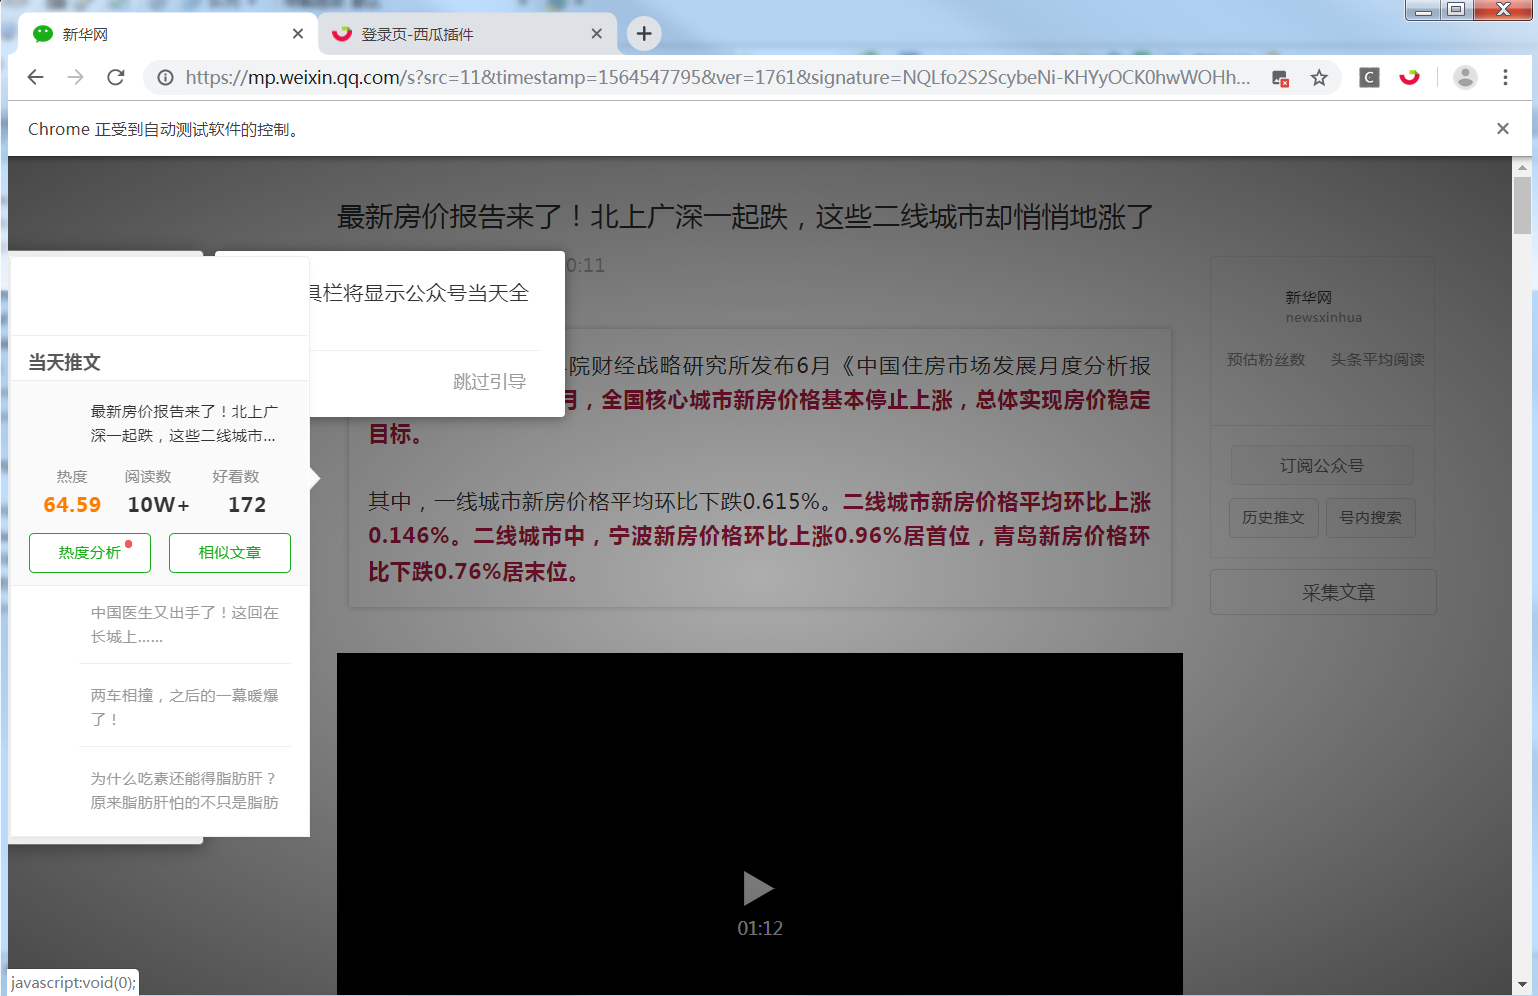 新华网
登录页-西瓜插件
https://mp.weixin.qq.com/s?src=11&timestamp=1564547795&ver=1761&signature=NQLfo2S2ScybeNi-KHYyOCK0hwWOHh...
Chrome 正受到自动测试软件的控制。
最新房价报告来了！北上广深一起跌，这些二线城市却悄悄地涨了
0:11
具栏将显示公众号当天全
跳过引导
院财经战略研究所发布6月《中国住房市场发展月度分析报
月，全国核心城市新房价格基本停止上涨，总体实现房价稳定
目标。
其中，一线城市新房价格平均环比下跌0.615%。二线城市新房价格平均环比上涨
0.146%。二线城市中，宁波新房价格环比上涨0.96%居首位，青岛新房价格环
比下跌0.76%居末位。
01:12
当天推文
最新房价报告来了！北上广
深一起跌，这些二线城市...
热度 阅读数 好看数
64.59 10W+ 172
热度分析 相似文章
中国医生又出手了！这回在
长城上……
两车相撞，之后的一幕暖爆
了！
为什么吃素还能得脂肪肝？
原来脂肪肝怕的不只是脂肪
新华网
newsxinhua
预估粉丝数 头条平均阅读
订阅公众号
历史推文 号内搜索
采集文章
javascript:void(0);